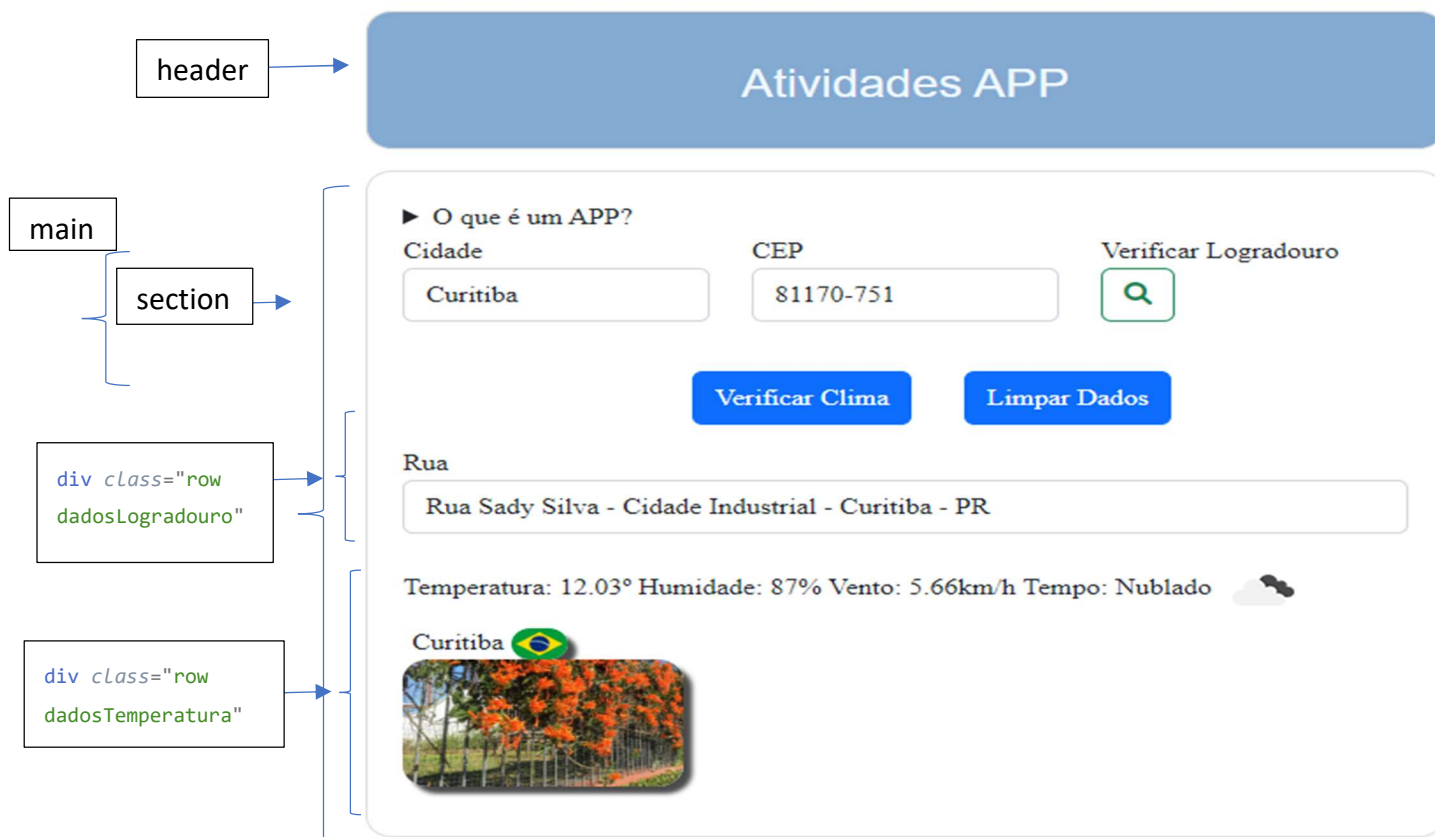 header
Atividades APP
main
section
► O que é um APP?
Cidade CEP Verificar Logradouro
Curitiba 81170-751
Verificar Clima Limpar Dados
div class="row
dadosLogradouro"
Rua
Rua Sady Silva - Cidade Industrial - Curitiba - PR
Temperatura: 12.03º Humidade: 87% Vento: 5.66km/h Tempo: Nublado
div class="row
dadosTemperatura"
Curitiba